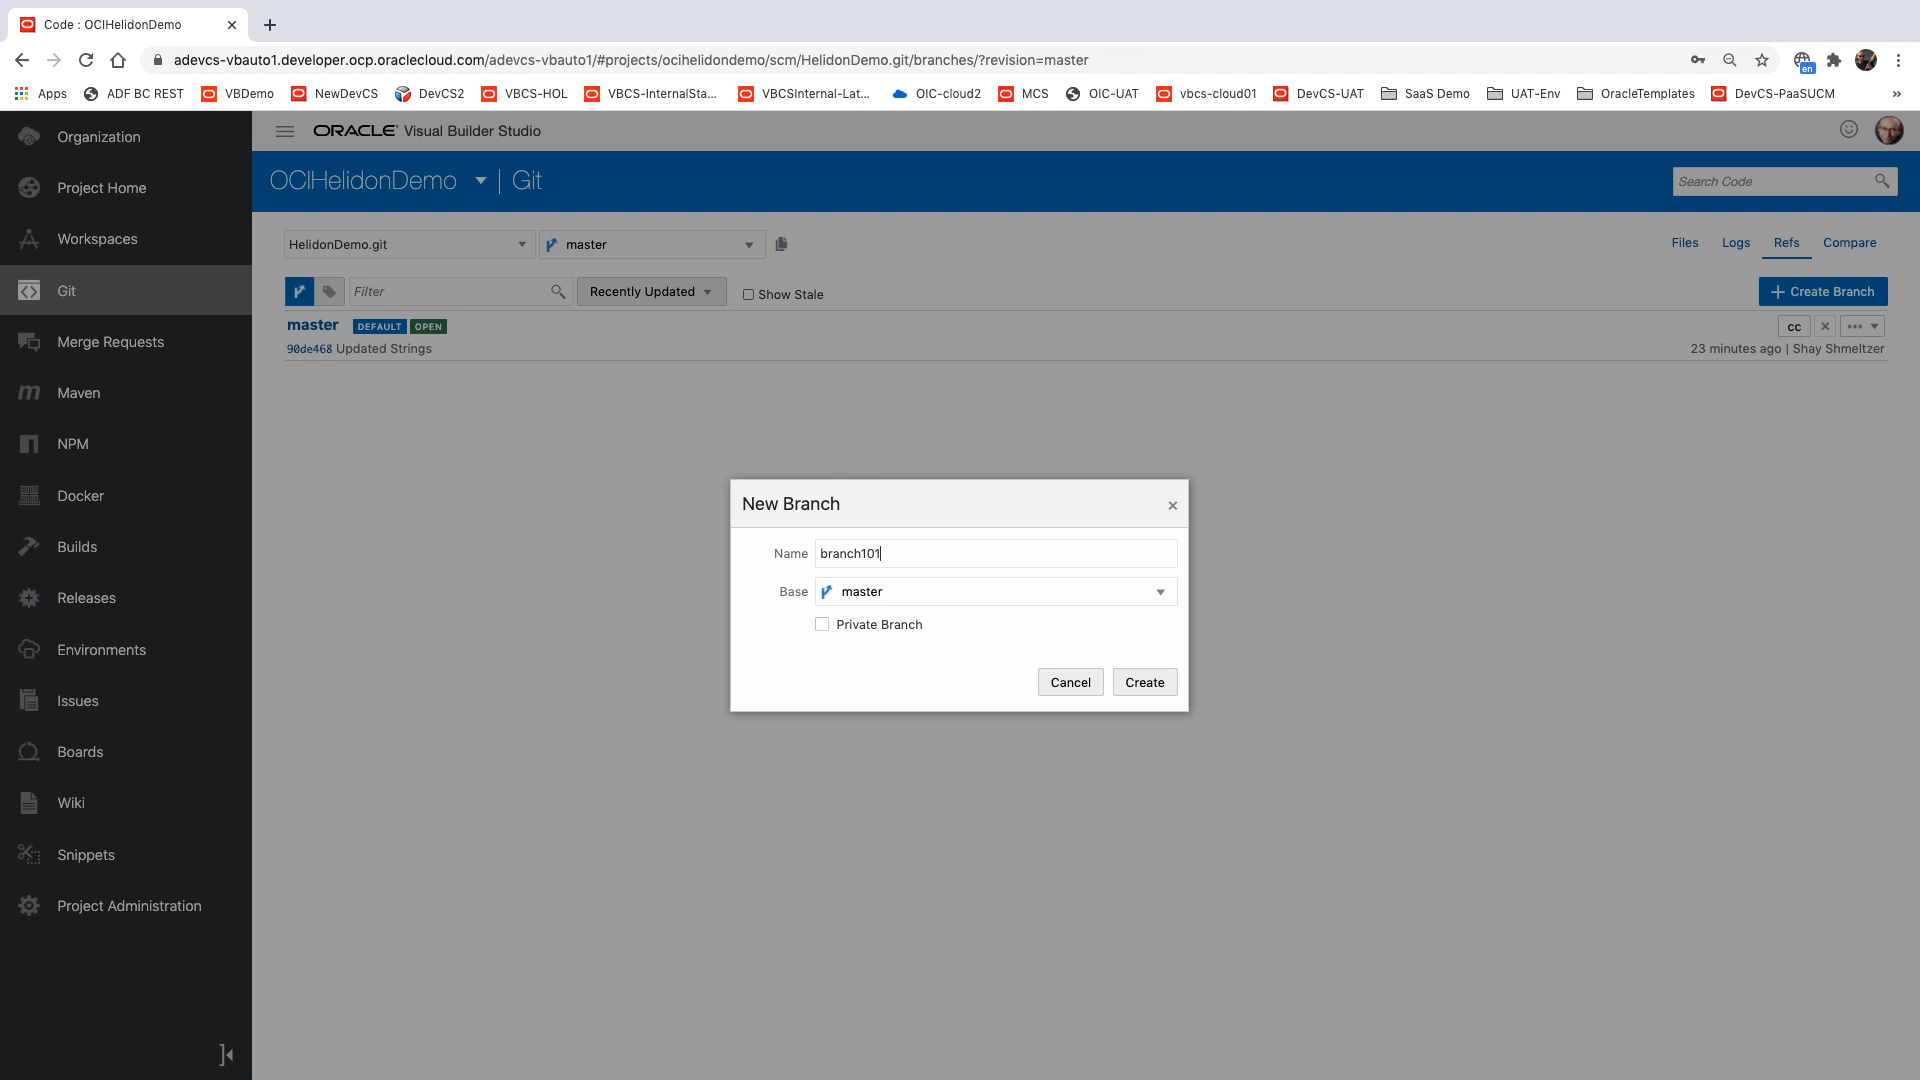 Code : OCIHelidonDemo
adevcs-vbauto1.developer.ocp.oraclecloud.com/adevcs-vbauto1/#projects/ocihelidondemo/scm/HelidonDemo.git/branches/?revision=master
en
Apps ADF BC REST VBDemo NewDevCS DevCS2 VBCS-HOL VBCS-InternalSta... VBCSInternal-Lat... OIC-cloud2 MCS OIC-UAT vbcs-cloud01 DevCS-UAT SaaS Demo UAT-Env OracleTemplates DevCS-PaaSUCM »
Organization
Project Home
Workspaces
Git
Merge Requests
Maven
NPM
Docker
Builds
Releases
Environments
Issues
Boards
Wiki
Snippets
Project Administration
ORACLE' Visual Builder Studio
OCIHelidonDemo | Git
Search Code
HelidonDemo.git master
Files Logs Refs Compare
Filter Recently Updated Show Stale
+ Create Branch
master DEFAULT OPEN
cc
90de468 Updated Strings
23 minutes ago | Shay Shmeltzer
New Branch
Name branch101
Base master
Private Branch
Cancel Create